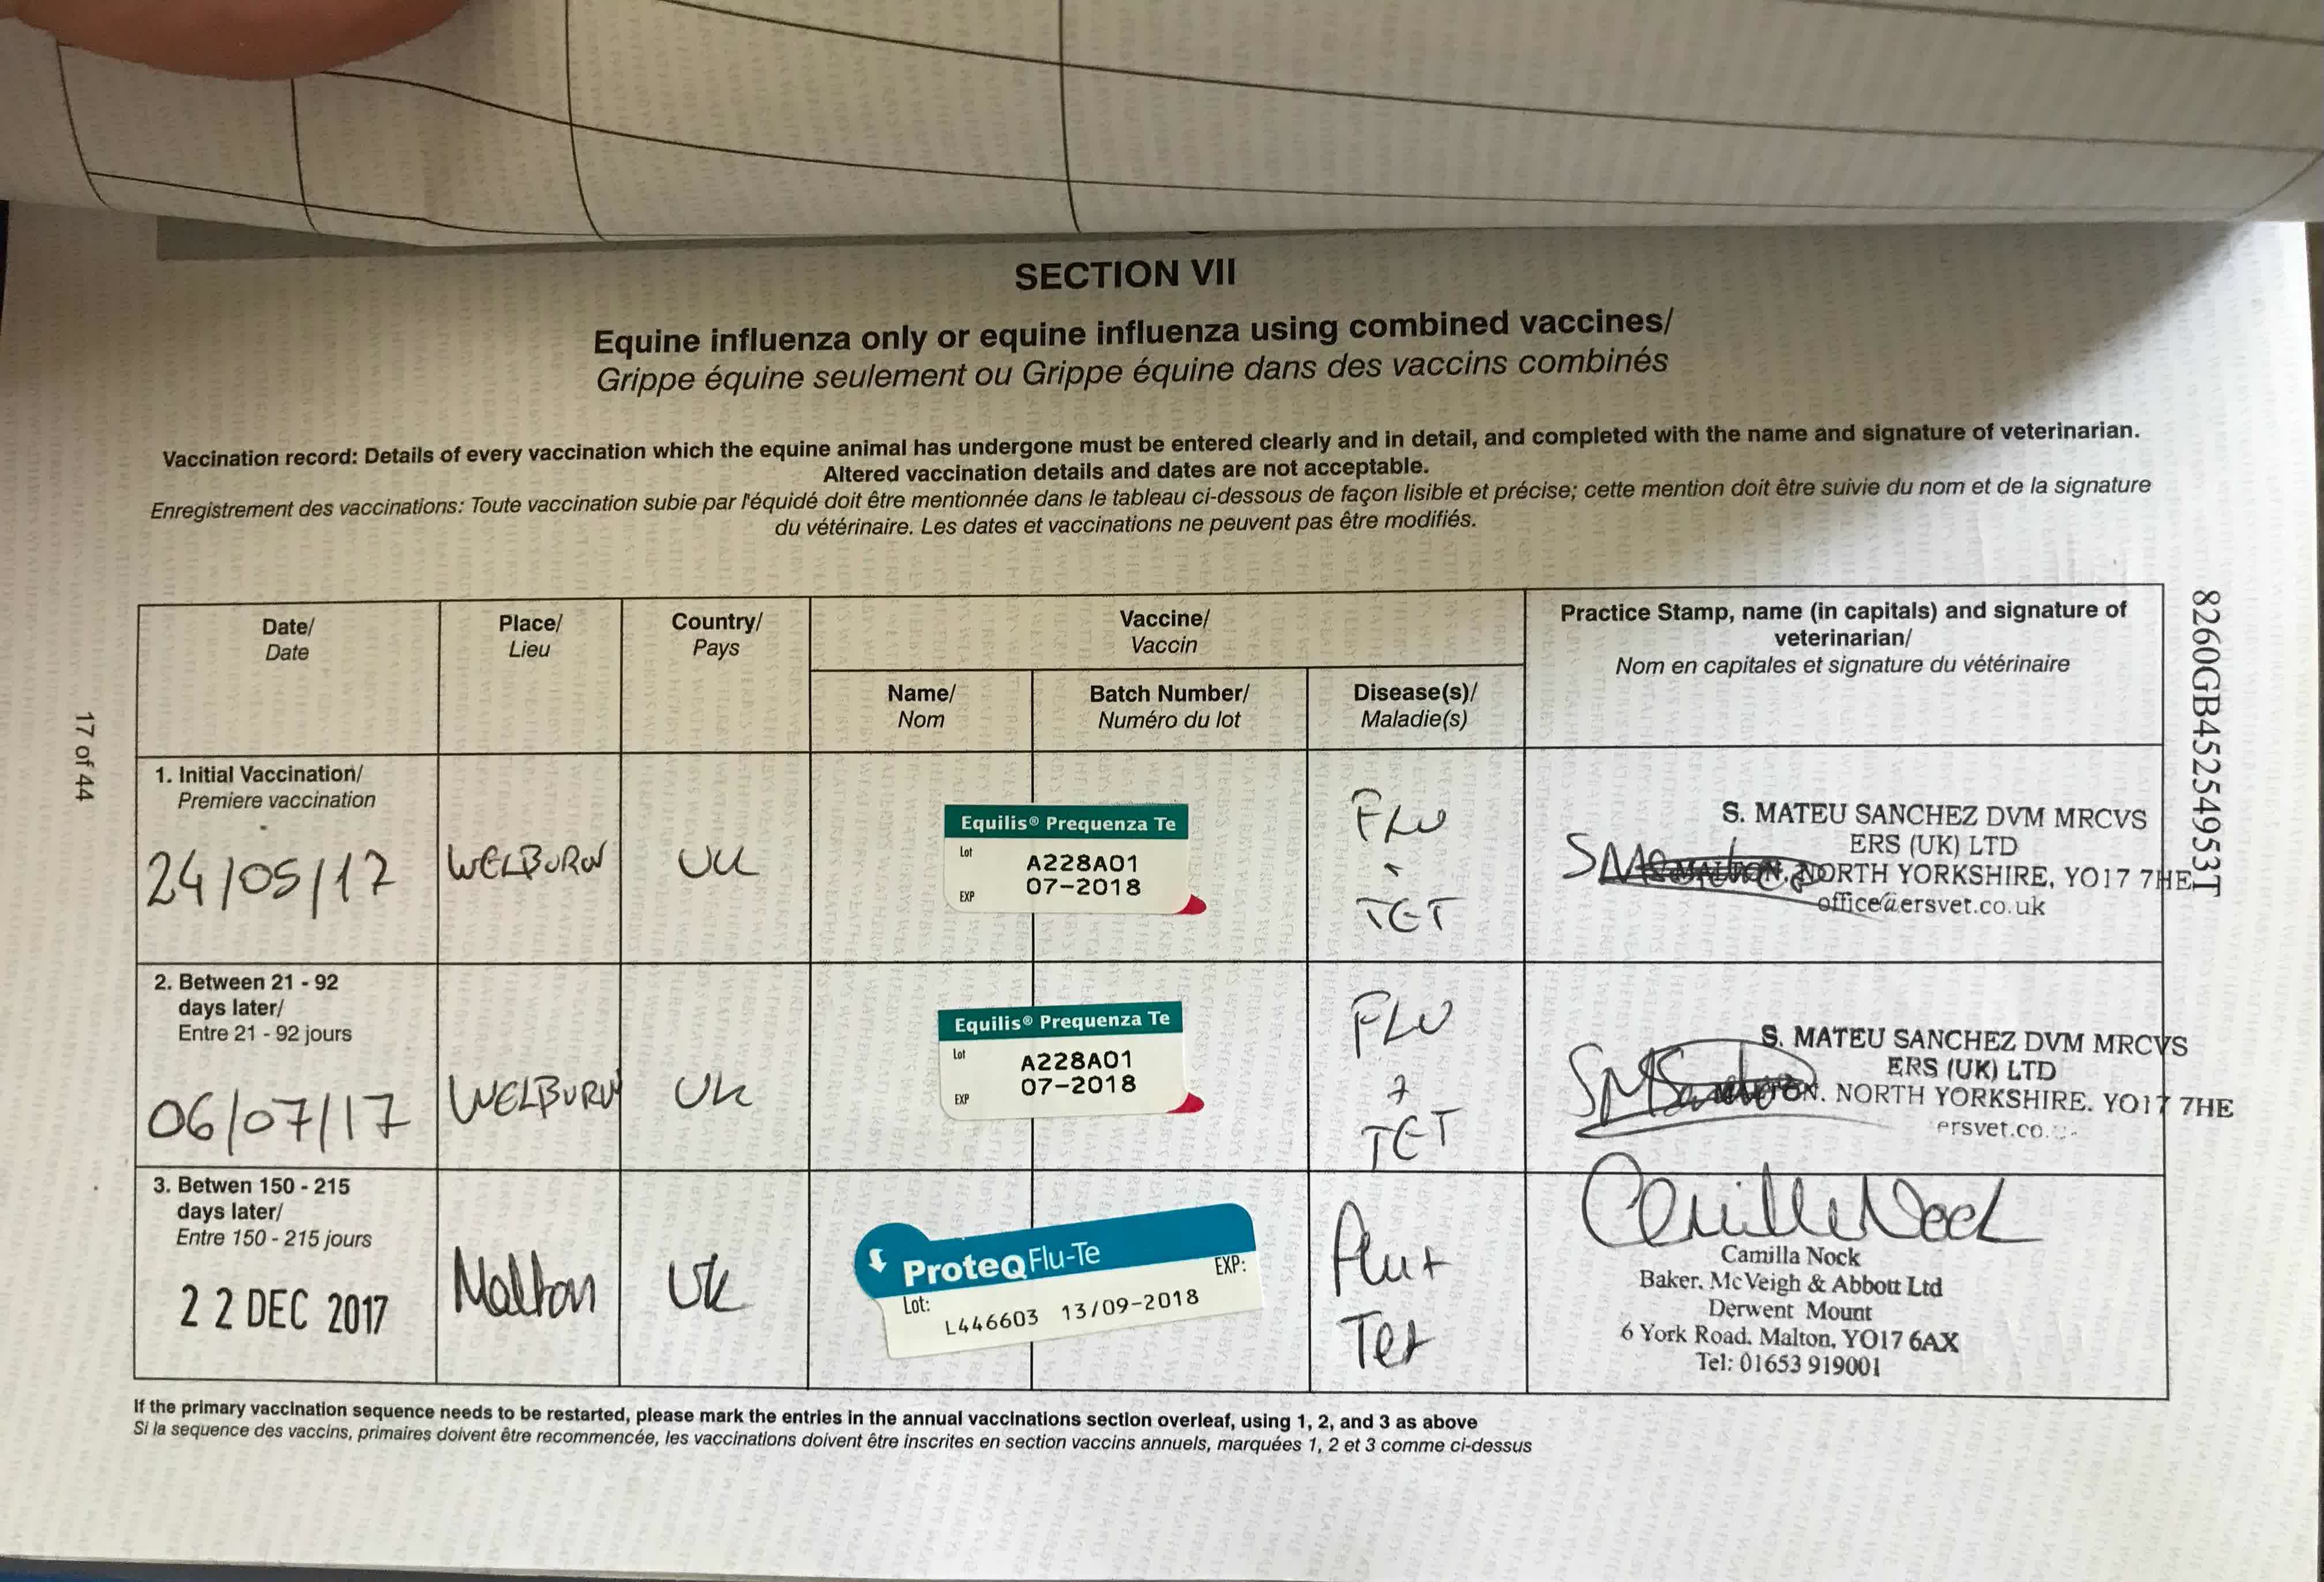 SECTION VII
Equine influenza only or equine influenza using combined vaccines/
Grippe équine seulement ou Grippe équine dans des vaccins combinés
Vaccination record: Details of every vaccination which the equine animal has undergone must be entered clearly and in detail, and completed with the name and signature of veterinarian.
Altered vaccination details and dates are not acceptable.
Enregistrement des vaccinations: Toute vaccination subie par l'équidé doit être mentionnée dans le tableau ci-dessous de façon lisible et précise; cette mention doit être suivie du nom et de la signature
du vétérinaire. Les dates et vaccinations ne peuvent pas être modifiés.
Date/
Date
Place/
Lieu
Country/
Pays
Vaccine/
Vaccin
Name/
Nom
Batch Number/
Numéro du lot
Disease(s)/
Maladie(s)
Practice Stamp, name (in capitals) and signature of
veterinarian/
Nom en capitales et signature du vétérinaire
1. Initial Vaccination/
Premiere vaccination
24/05/17
WELBURN
UK
Equilis® Prequenza Te
Lot
A228A01
07-2018
EXP
FLU
+
TET
S. MATEU SANCHEZ DVM MRCVS
ERS (UK) LTD
MALTON. NORTH YORKSHIRE, YO17 7HE
office@ersvet.co.uk
2. Between 21 - 92
days later/
Entre 21 - 92 jours
06/07/17
WELBURN
UK
Equilis® Prequenza Te
Lot
A228A01
07-2018
EXP
FLU
+
TET
S. MATEU SANCHEZ DVM MRCVS
ERS (UK) LTD
MALTON. NORTH YORKSHIRE. YO17 7HE
ersvet.co.
3. Betwen 150 - 215
days later/
Entre 150 - 215 jours
22 DEC 2017
Malton
UK
ProteqFlu-Te
EXP:
Lot:
L446603 13/09-2018
Flu +
Tet
Camilla Nock
Camilla Nock
Baker, McVeigh & Abbott Ltd
Derwent Mount
6 York Road, Malton, YO17 6AX
Tel: 01653 919001
If the primary vaccination sequence needs to be restarted, please mark the entries in the annual vaccinations section overleaf, using 1, 2, and 3 as above
Si la sequence des vaccins, primaires doivent être recommencée, les vaccinations doivent être inscrites en section vaccins annuels, marquées 1, 2 et 3 comme ci-dessus
17 of 44
8260GB45254953T